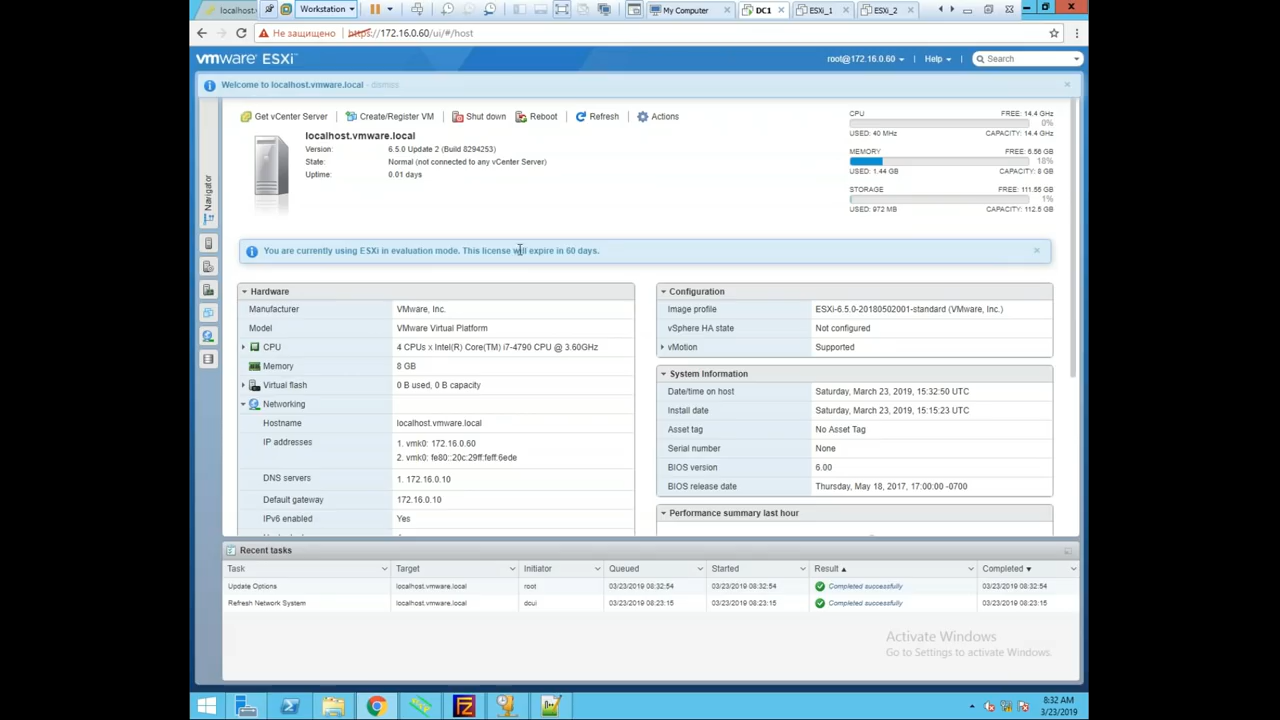 localhost
Workstation
My Computer
DC1
ESXi_1
ESXi_2
Не защищено
https://172.16.0.60/ui/#/host
vmware ESXi
root@172.16.0.60
Help
Search
Welcome to localhost.vmware.local - dismiss
Navigator
Get vCenter Server
Create/Register VM
Shut down
Reboot
Refresh
Actions
localhost.vmware.local
Version: 6.5.0 Update 2 (Build 8294253)
State: Normal (not connected to any vCenter Server)
Uptime: 0.01 days
CPU FREE: 14.4 GHz
0%
USED: 40 MHz CAPACITY: 14.4 GHz
MEMORY FREE: 6.56 GB
18%
USED: 1.44 GB CAPACITY: 8 GB
STORAGE FREE: 111.55 GB
1%
USED: 972 MB CAPACITY: 112.5 GB
You are currently using ESXi in evaluation mode. This license will expire in 60 days.
Hardware
Manufacturer VMware, Inc.
Model VMware Virtual Platform
CPU 4 CPUs x Intel(R) Core(TM) i7-4790 CPU @ 3.60GHz
Memory 8 GB
Virtual flash 0 B used, 0 B capacity
Networking
Hostname localhost.vmware.local
IP addresses 1. vmk0: 172.16.0.60
2. vmk0: fe80::20c:29ff:feff:6ede
DNS servers 1. 172.16.0.10
Default gateway 172.16.0.10
IPv6 enabled Yes
Configuration
Image profile ESXi-6.5.0-20180502001-standard (VMware, Inc.)
vSphere HA state Not configured
vMotion Supported
System Information
Date/time on host Saturday, March 23, 2019, 15:32:50 UTC
Install date Saturday, March 23, 2019, 15:15:23 UTC
Asset tag No Asset Tag
Serial number None
BIOS version 6.00
BIOS release date Thursday, May 18, 2017, 17:00:00 -0700
Performance summary last hour
Recent tasks
Task Target Initiator Queued Started Result Completed
Update Options localhost.vmware.local root 03/23/2019 08:32:54 03/23/2019 08:32:54 Completed successfully 03/23/2019 08:32:54
Refresh Network System localhost.vmware.local dcui 03/23/2019 08:23:15 03/23/2019 08:23:15 Completed successfully 03/23/2019 08:23:15
Activate Windows
Go to Settings to activate Windows.
8:32 AM
3/23/2019